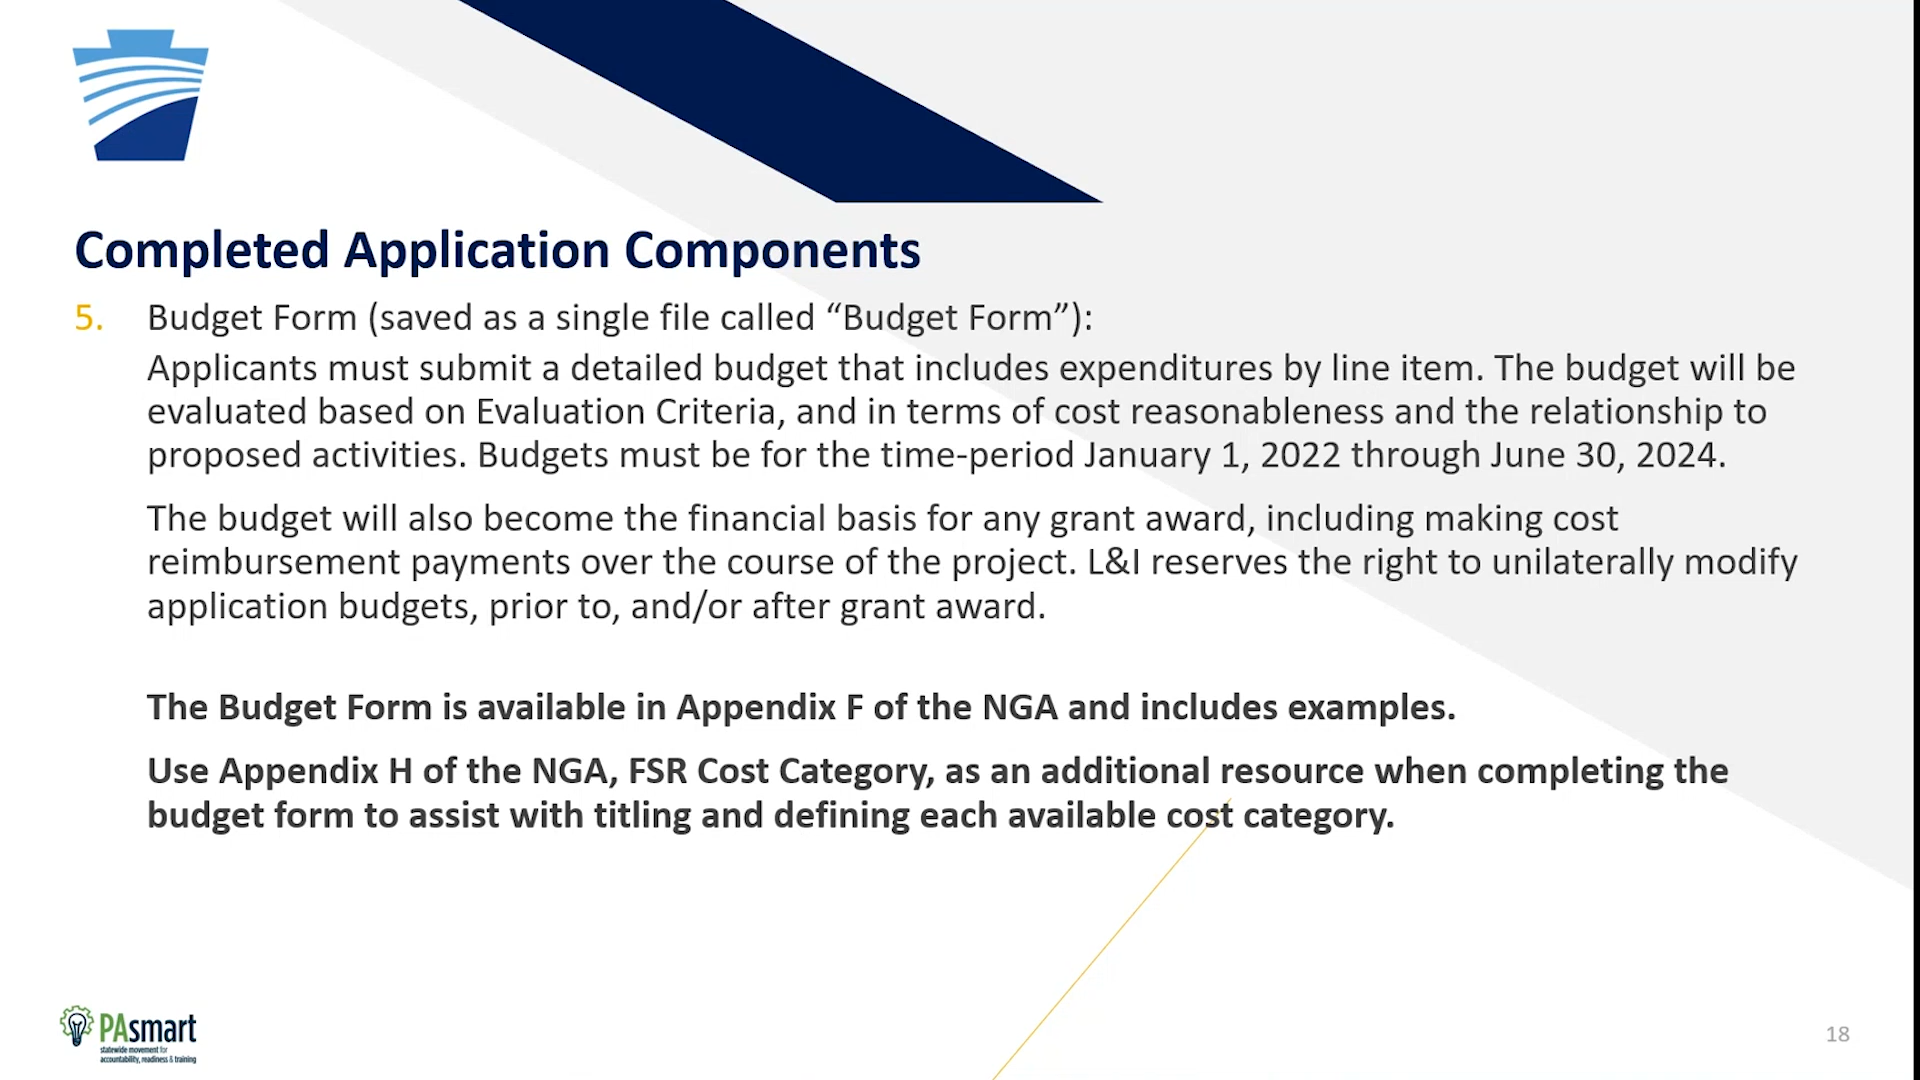 Completed Application Components
5. Budget Form (saved as a single file called “Budget Form”):
Applicants must submit a detailed budget that includes expenditures by line item. The budget will be
evaluated based on Evaluation Criteria, and in terms of cost reasonableness and the relationship to
proposed activities. Budgets must be for the time-period January 1, 2022 through June 30, 2024.
The budget will also become the financial basis for any grant award, including making cost
reimbursement payments over the course of the project. L&I reserves the right to unilaterally modify
application budgets, prior to, and/or after grant award.
The Budget Form is available in Appendix F of the NGA and includes examples.
Use Appendix H of the NGA, FSR Cost Category, as an additional resource when completing the
budget form to assist with titling and defining each available cost category.
PAsmart
statewide movement for
accountability, readiness & training
18